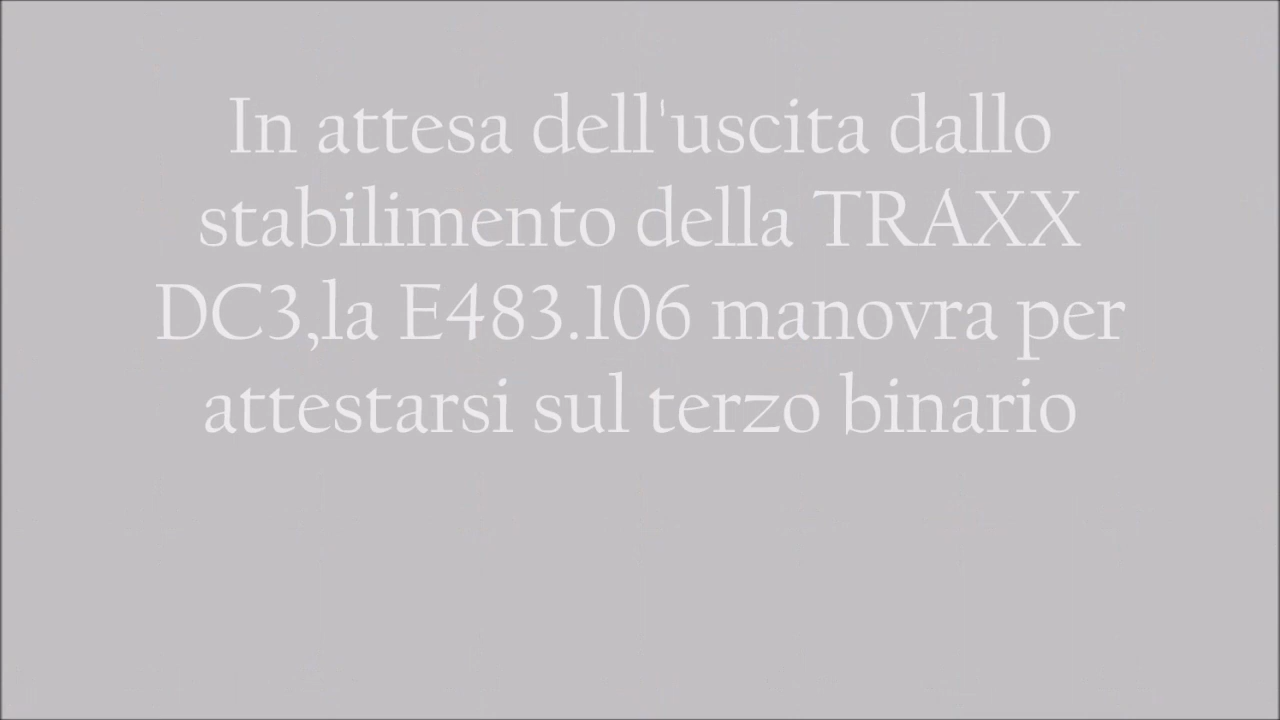 In attesa dell'uscita dallo
stabilimento della TRAXX
DC3,la E483.106 manovra per
attestarsi sul terzo binario